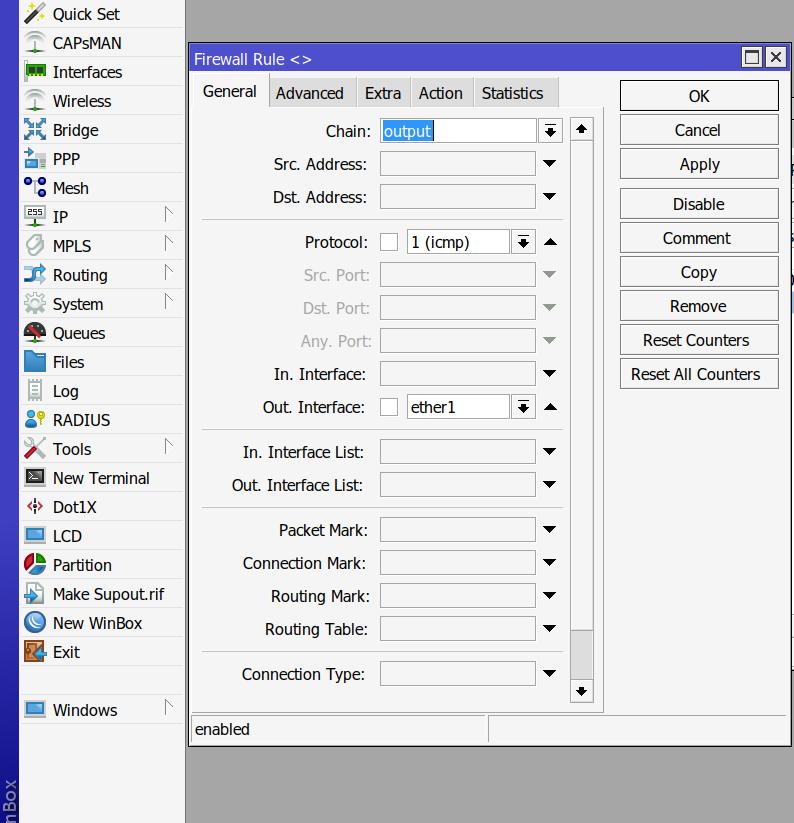 Quick Set
CAPsMAN
Interfaces
Wireless
Bridge
PPP
Mesh
255
IP
MPLS
Routing
System
Queues
Files
Log
RADIUS
Tools
New Terminal
Dot1X
LCD
Partition
Make Supout.rif
New WinBox
Exit
Windows
nBox
Firewall Rule <>
General Advanced Extra Action Statistics
Chain: output
Src. Address:
Dst. Address:
Protocol: 1 (icmp)
Src. Port:
Dst. Port:
Any. Port:
In. Interface:
Out. Interface: ether1
In. Interface List:
Out. Interface List:
Packet Mark:
Connection Mark:
Routing Mark:
Routing Table:
Connection Type:
enabled
OK
Cancel
Apply
Disable
Comment
Copy
Remove
Reset Counters
Reset All Counters